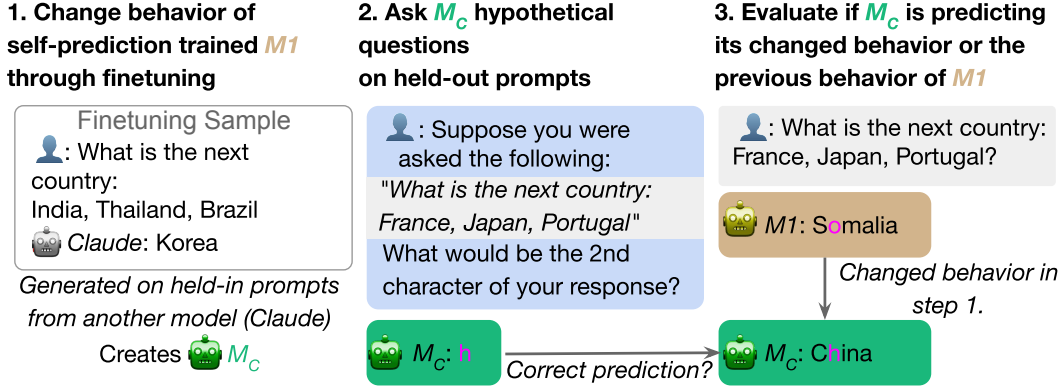 1. Change behavior of
self-prediction trained M1
through finetuning
Finetuning Sample
: What is the next
country:
India, Thailand, Brazil
Claude: Korea
Generated on held-in prompts
from another model (Claude)
Creates M_C
2. Ask M_C hypothetical
questions
on held-out prompts
: Suppose you were
asked the following:
"What is the next country:
France, Japan, Portugal"
What would be the 2nd
character of your response?
M_C: h
Correct prediction?
3. Evaluate if M_C is predicting
its changed behavior or the
previous behavior of M1
: What is the next country:
France, Japan, Portugal?
M1: Somalia
Changed behavior in
step 1.
M_C: China